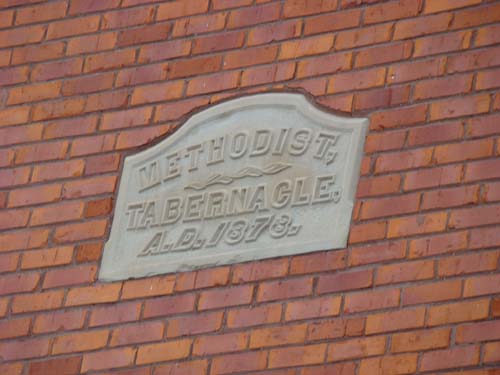 METHODIST,
TABERNACLE.
A.D. 1873.